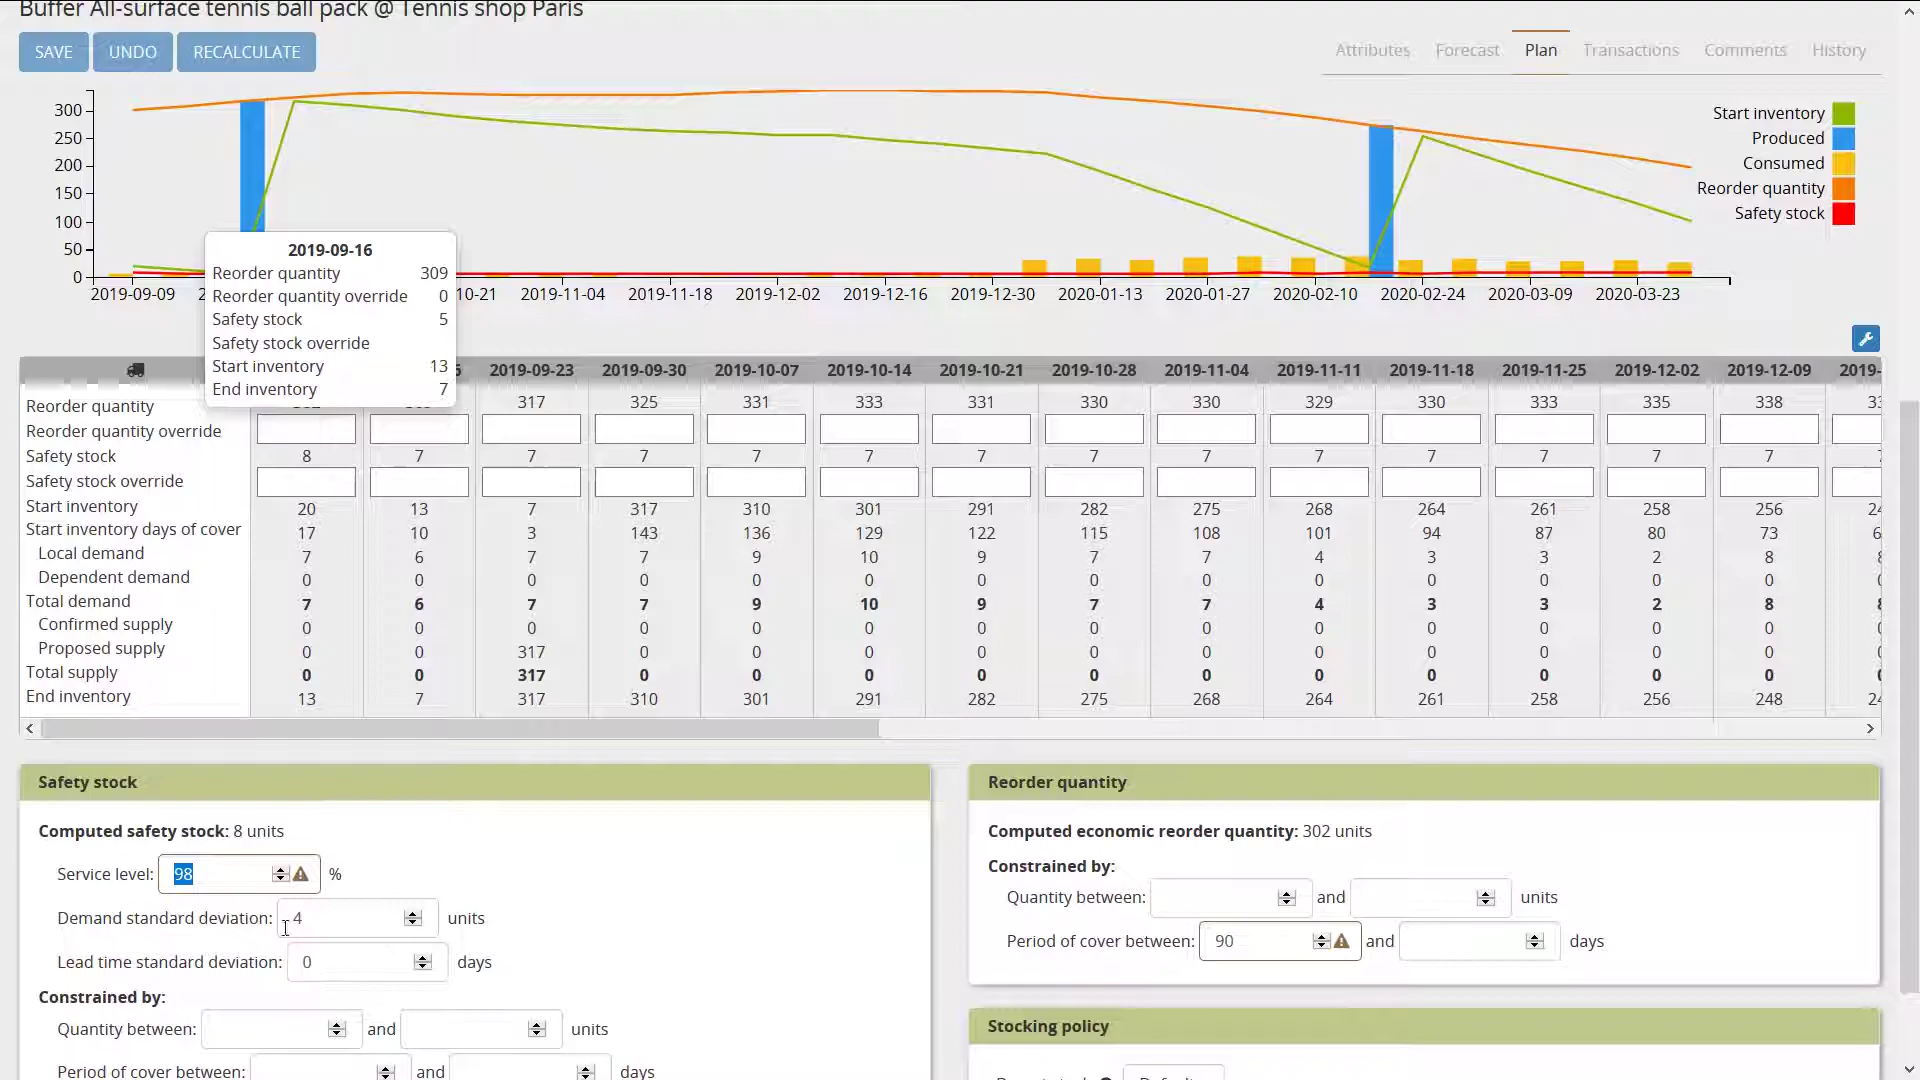 Buffer All-surface tennis ball pack @ Tennis shop Paris
SAVE UNDO RECALCULATE
Attributes Forecast Plan Transactions Comments History
300
250
200
150
100
50
0
2019-09-09 10-21 2019-11-04 2019-11-18 2019-12-02 2019-12-16 2019-12-30 2020-01-13 2020-01-27 2020-02-10 2020-02-24 2020-03-09 2020-03-23
Start inventory
Produced
Consumed
Reorder quantity
Safety stock
2019-09-16
Reorder quantity 309
Reorder quantity override 0
Safety stock 5
Safety stock override
Start inventory 13
End inventory 7
2019-09-23 2019-09-30 2019-10-07 2019-10-14 2019-10-21 2019-10-28 2019-11-04 2019-11-11 2019-11-18 2019-11-25 2019-12-02 2019-12-09 2019-
Reorder quantity 317 325 331 333 331 330 330 329 330 333 335 338
Reorder quantity override
Safety stock 8 7 7 7 7 7 7 7 7 7 7 7 7 7
Safety stock override
Start inventory 20 13 7 317 310 301 291 282 275 268 264 261 258 256
Start inventory days of cover 17 10 3 143 136 129 122 115 108 101 94 87 80 73
Local demand 7 6 7 7 9 10 9 7 7 4 3 3 2 8
Dependent demand 0 0 0 0 0 0 0 0 0 0 0 0 0 0
Total demand 7 6 7 7 9 10 9 7 7 4 3 3 2 8
Confirmed supply 0 0 0 0 0 0 0 0 0 0 0 0 0 0
Proposed supply 0 0 317 0 0 0 0 0 0 0 0 0 0 0
Total supply 0 0 317 0 0 0 0 0 0 0 0 0 0 0
End inventory 13 7 317 310 301 291 282 275 268 264 261 258 256 248
Safety stock
Computed safety stock: 8 units
Service level: 98 %
Demand standard deviation: 4 units
Lead time standard deviation: 0 days
Constrained by:
Quantity between: and units
Period of cover between: and days
Reorder quantity
Computed economic reorder quantity: 302 units
Constrained by:
Quantity between: and units
Period of cover between: 90 and days
Stocking policy